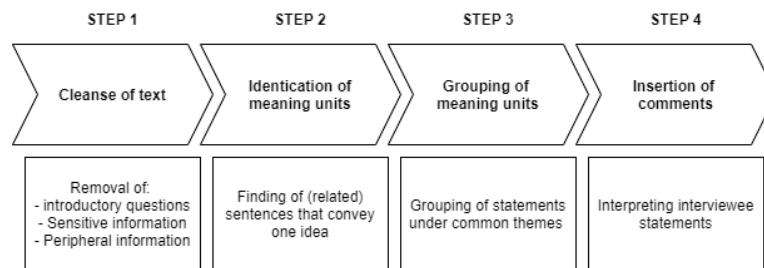 STEP 1
STEP 2
STEP 3
STEP 4
Cleanse of text
Identication of
meaning units
Grouping of
meaning units
Insertion of
comments
Removal of:
- introductory questions
- Sensitive information
- Peripheral information
Finding of (related)
sentences that convey
one idea
Grouping of statements
under common themes
Interpreting interviewee
statements